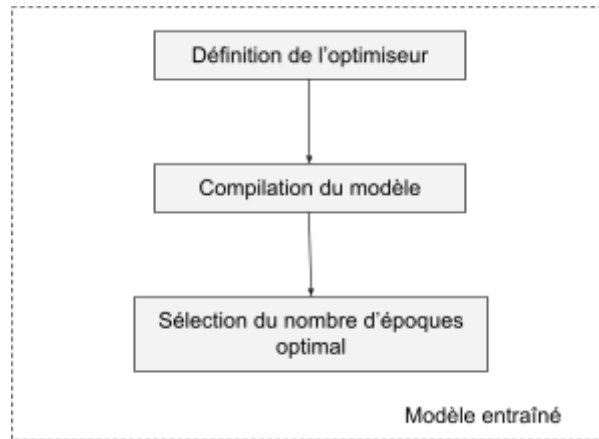 Définition de l'optimiseur
Compilation du modèle
Sélection du nombre d'époques
optimal
Modèle entraîné